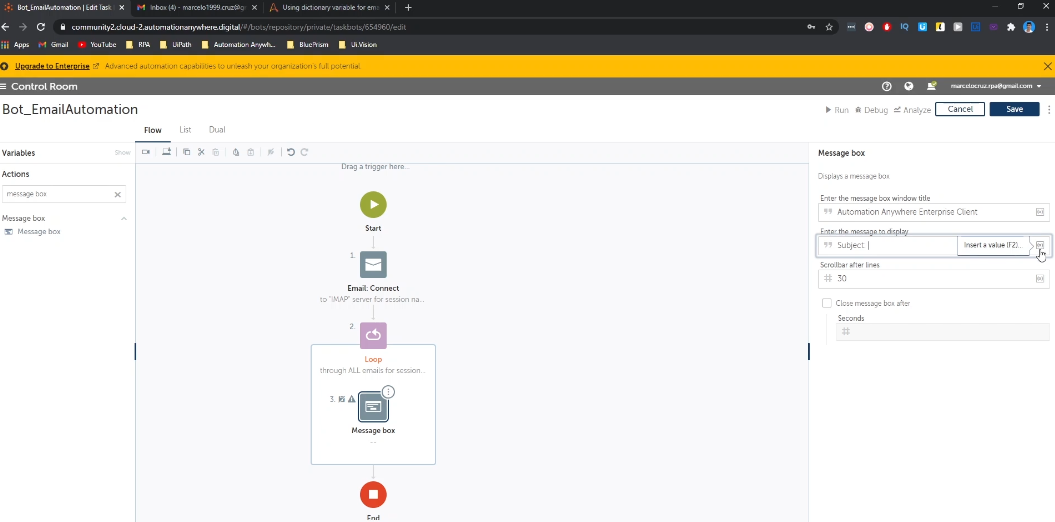 Bot_EmailAutomation | Edit Task
Inbox (4) - marcelo1999.cruz@g
Using dictionary variable for em
community2.cloud-2.automationanywhere.digital/#/bots/repository/private/taskbots/654960/edit
Apps
Gmail
YouTube
RPA
UiPath
Automation Anywh...
BluePrism
Ui.Vision
Upgrade to Enterprise
Advanced automation capabilities to unleash your organization's full potential.
Control Room
marcelocruz.rpa@gmail.com
Bot_EmailAutomation
Run
Debug
Analyze
Cancel
Save
Flow
List
Dual
Variables
Show
Actions
message box
Message box
Message box
Drag a trigger here...
Start
1.
Email: Connect
to "IMAP" server for session na...
2.
Loop
through ALL emails for session...
3.
Message box
...
End
Message box
Displays a message box
Enter the message box window title
Automation Anywhere Enterprise Client
Enter the message to display
Subject:
Insert a value (F2)...
Scrollbar after lines
# 30
Close message box after
Seconds
#